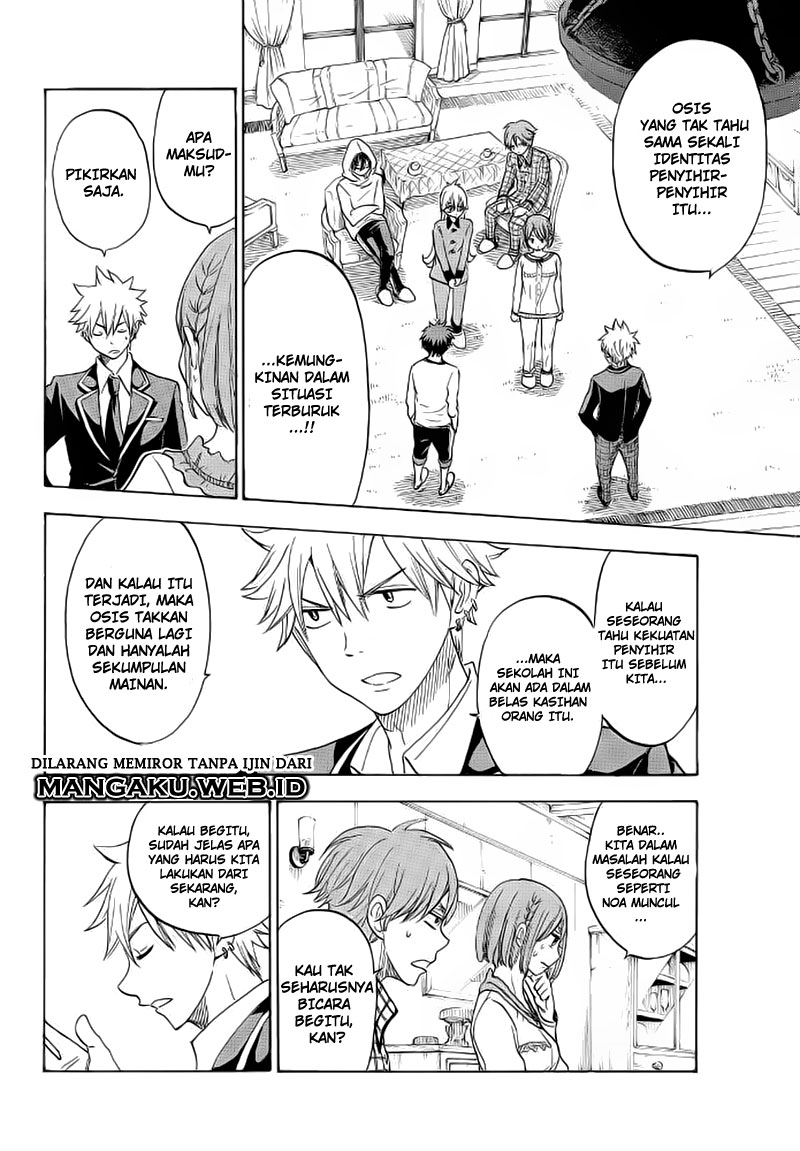 OSIS
YANG TAK TAHU
SAMA SEKALI
IDENTITAS
PENYIHIR-
PENYIHIR
ITU...
...KEMUNG-
KINAN DALAM
SITUASI
TERBURUK
...!!
APA
MAKSUD-
MU?
PIKIRKAN
SAJA.
KALAU
SESEORANG
TAHU KEKUATAN
PENYIHIR
ITU SEBELUM
KITA...
...MAKA
SEKOLAH INI
AKAN ADA DALAM
BELAS KASIHAN
ORANG ITU.
DAN KALAU ITU
TERJADI, MAKA
OSIS TAKKAN
BERGUNA LAGI
DAN HANYALAH
SEKUMPULAN
MAINAN.
DILARANG MEMIROR TANPA IJIN DARI
MANGAKU.WEB.ID
BENAR..
KITA DALAM
MASALAH KALAU
SESEORANG
SEPERTI
NOA MUNCUL
...
KAU TAK
SEHARUSNYA
BICARA
BEGITU,
KAN?
KALAU BEGITU,
SUDAH JELAS APA
YANG HARUS KITA
LAKUKAN DARI
SEKARANG,
KAN?